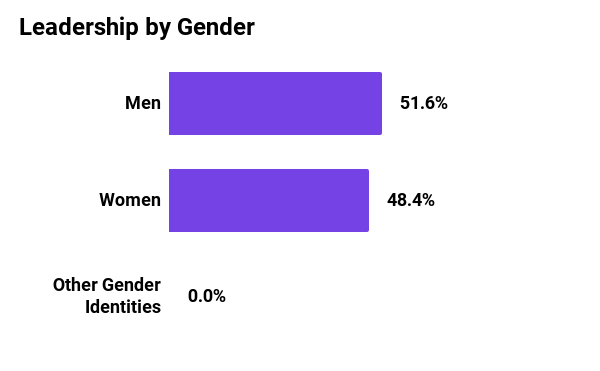 Leadership by Gender
Men 51.6%
Women 48.4%
Other Gender
Identities 0.0%